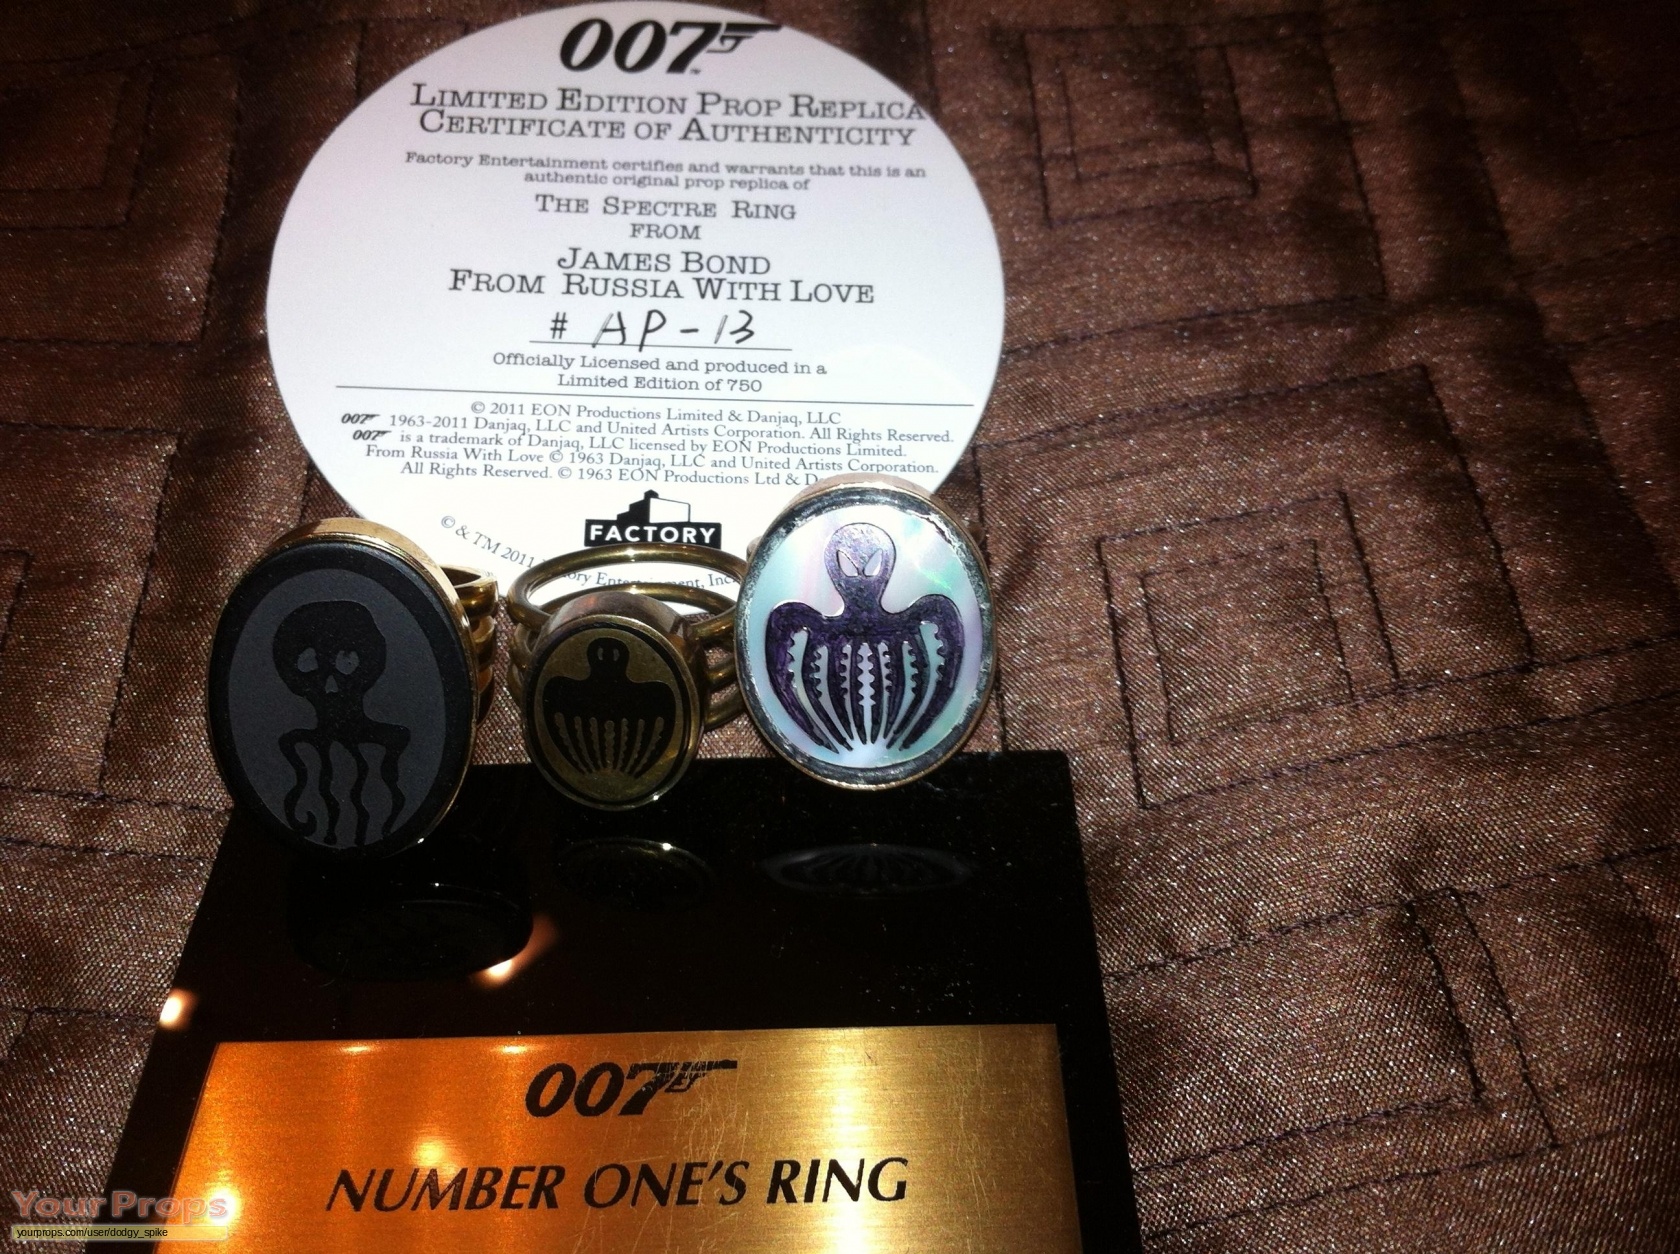 007
LIMITED EDITION PROP REPLICA
CERTIFICATE OF AUTHENTICITY
Factory Entertainment certifies and warrants that this is an
authentic original prop replica of
THE SPECTRE RING
FROM
JAMES BOND
FROM RUSSIA WITH LOVE
# AP-13
Officially Licensed and produced in a
Limited Edition of 750
© 2011 EON Productions Limited & Danjaq, LLC
007 1963-2011 Danjaq, LLC and United Artists Corporation. All Rights Reserved.
007 is a trademark of Danjaq, LLC licensed by EON Productions Limited.
From Russia With Love © 1963 Danjaq, LLC and United Artists Corporation.
All Rights Reserved. © 1963 EON Productions Ltd & D
FACTORY
© & TM 2011 ory Entertainment, Inc
007
NUMBER ONE'S RING
Your Props
yourprops.com/user/dodgy_spike